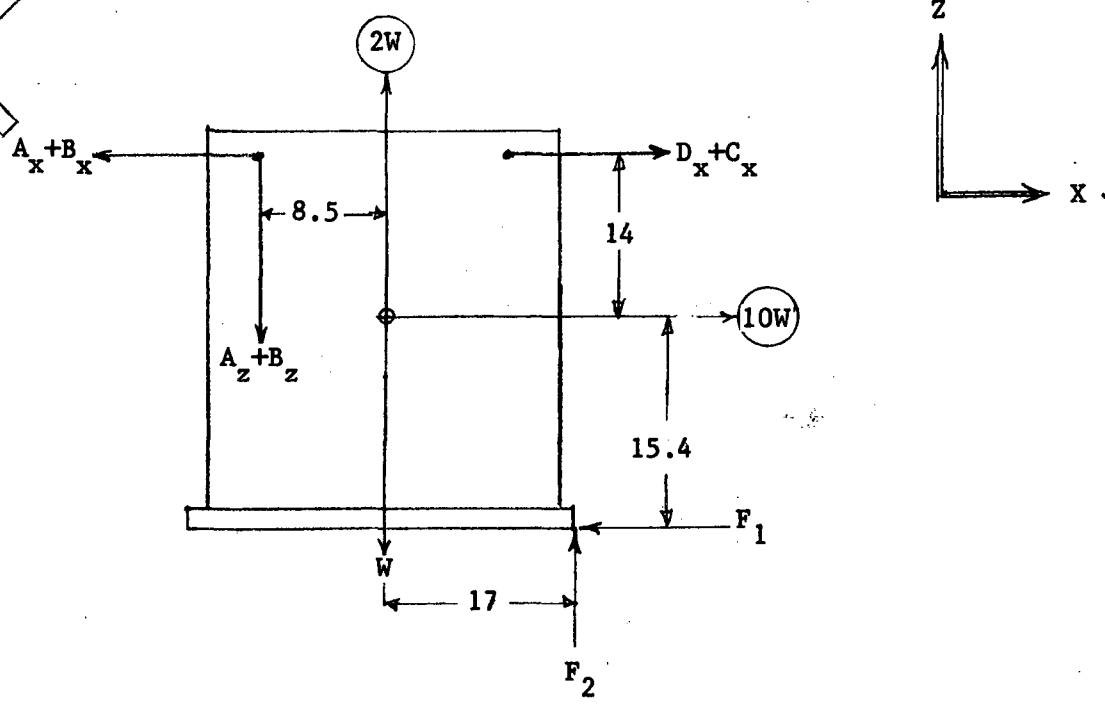 Z
2W
A_x+B_x
D_x+C_x
X
8.5
14
10W
A_z+B_z
15.4
F_1
W
17
F_2